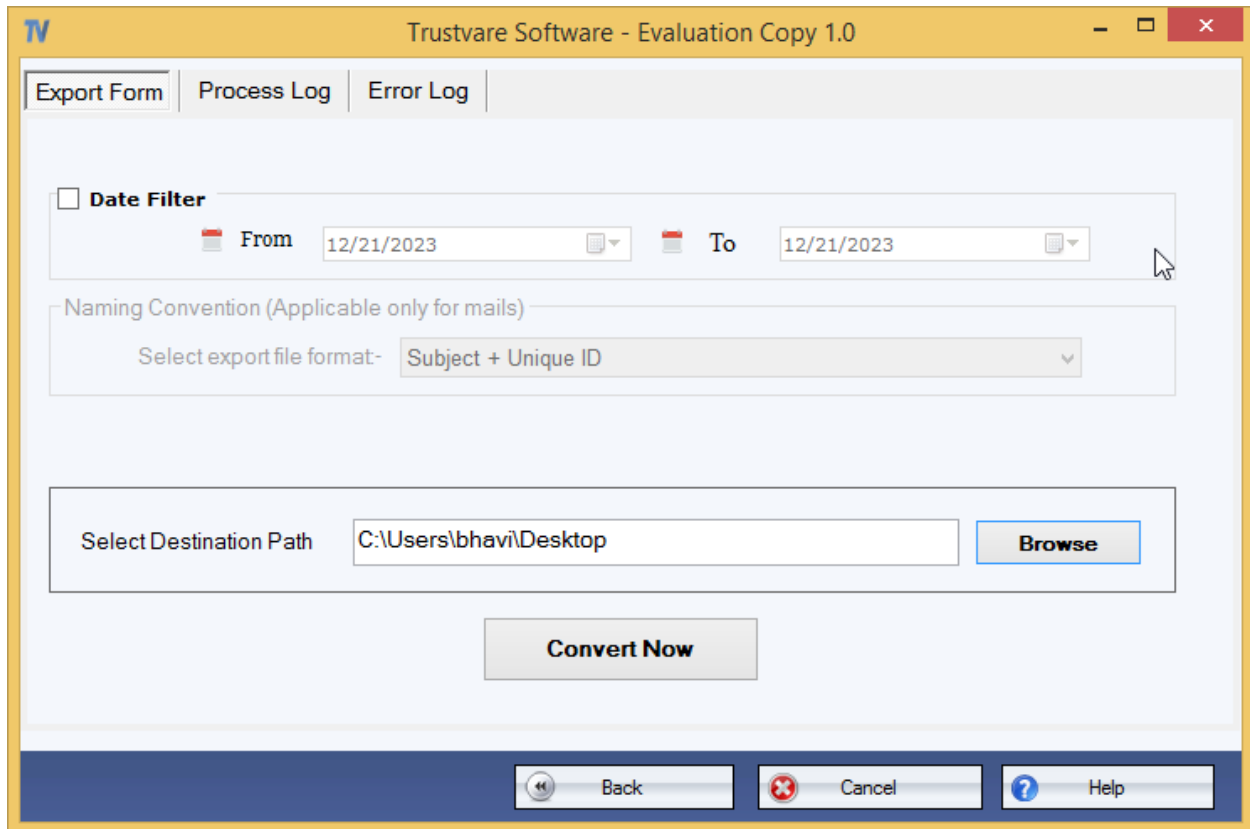 TV Trustvare Software - Evaluation Copy 1.0
Export Form Process Log Error Log
Date Filter
From 12/21/2023 To 12/21/2023
Naming Convention (Applicable only for mails)
Select export file format:- Subject + Unique ID
Select Destination Path C:\Users\bhavi\Desktop Browse
Convert Now
Back Cancel Help